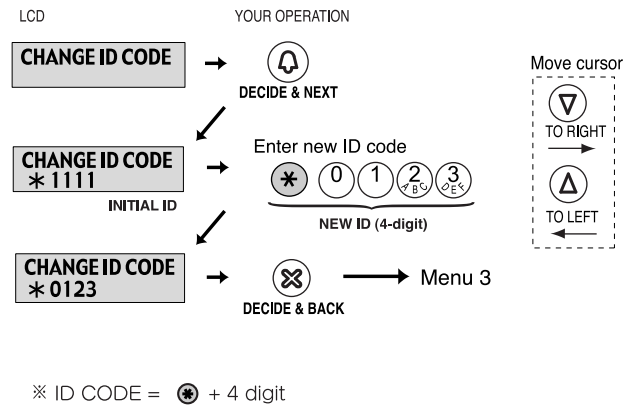 LCD
YOUR OPERATION
CHANGE ID CODE
DECIDE & NEXT
Move cursor
TO RIGHT
TO LEFT
CHANGE ID CODE
* 1111
INITIAL ID
Enter new ID code
* 0 1 2 ABC 3 DEF
NEW ID (4-digit)
CHANGE ID CODE
* 0123
DECIDE & BACK
Menu 3
※ ID CODE = * + 4 digit